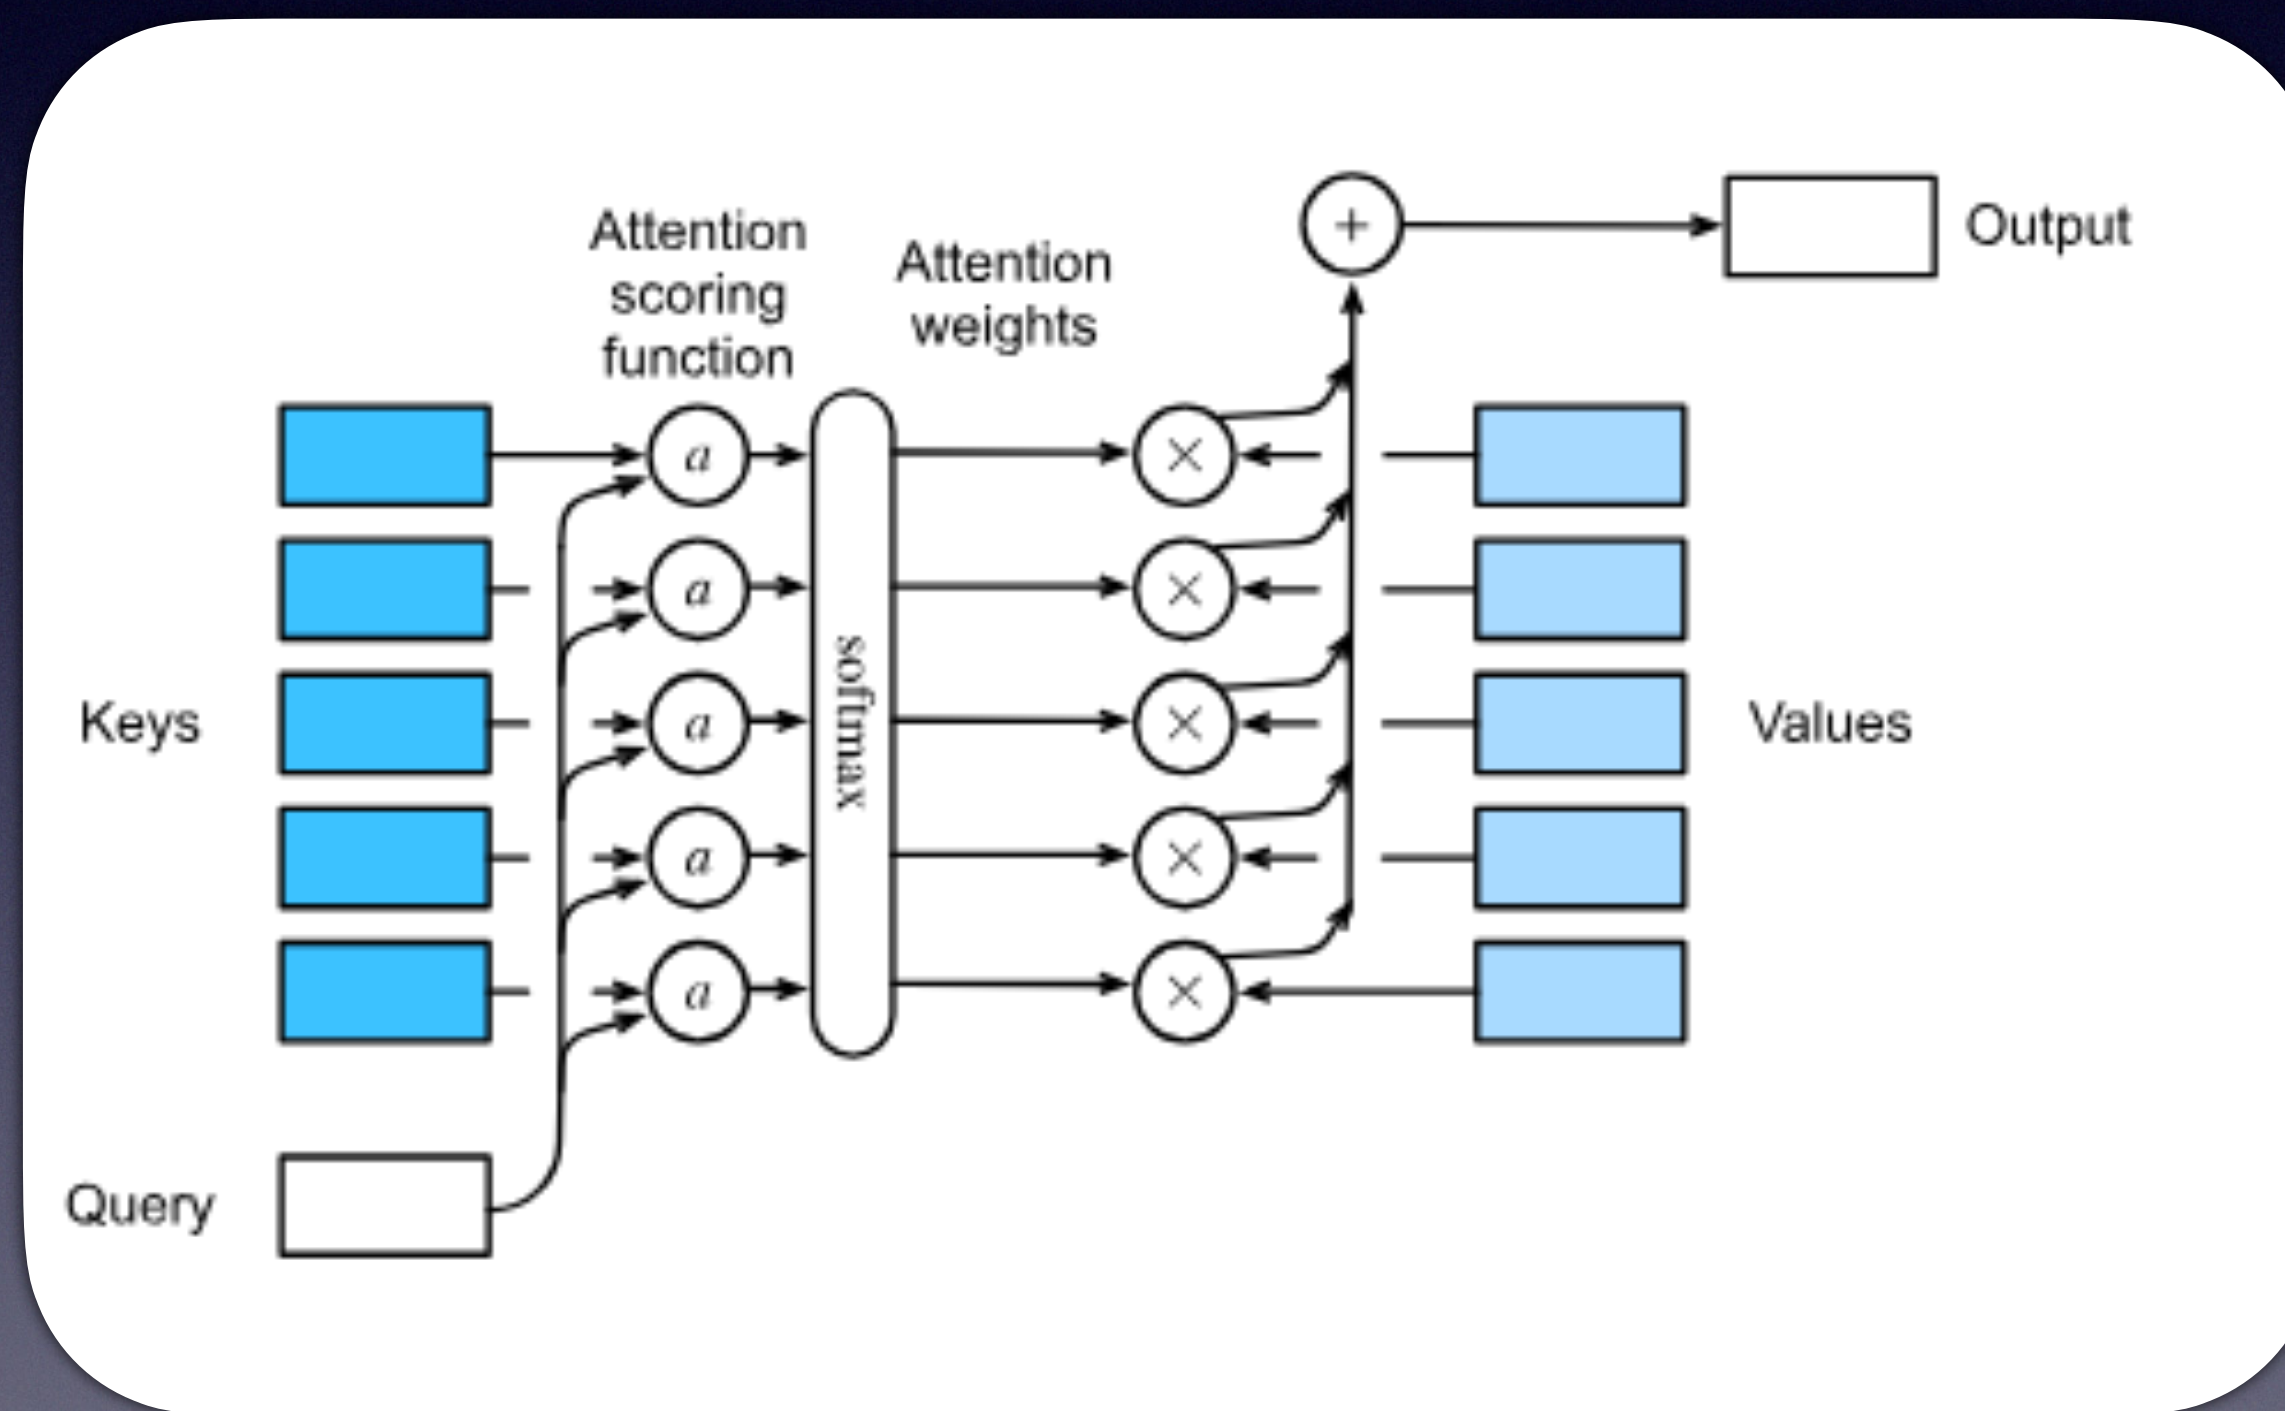 Attention
scoring
function
Attention
weights
+
Output
a
×
a
×
a
×
a
×
a
×
softmax
Keys
Values
Query